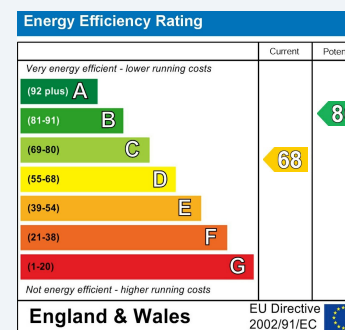 Energy Efficiency Rating
Current Poten
Very energy efficient - lower running costs
(92 plus) A
(81-91) B 8
(69-80) C 68
(55-68) D
(39-54) E
(21-38) F
(1-20) G
Not energy efficient - higher running costs
England & Wales EU Directive
2002/91/EC